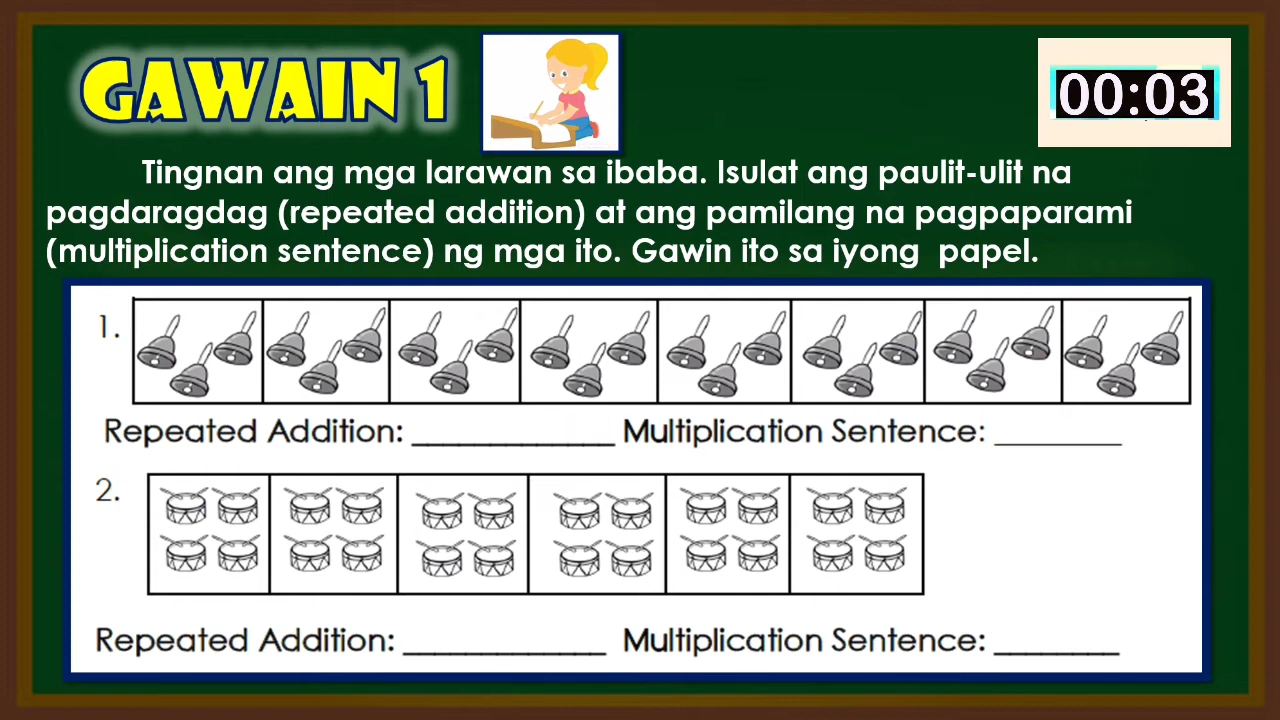 GAWAIN 1
00:03
Tingnan ang mga larawan sa ibaba. Isulat ang paulit-ulit na
pagdaragdag (repeated addition) at ang pamilang na pagpaparami
(multiplication sentence) ng mga ito. Gawin ito sa iyong papel.
1.
Repeated Addition: ____________ Multiplication Sentence: ________
2.
Repeated Addition: ____________ Multiplication Sentence: ________